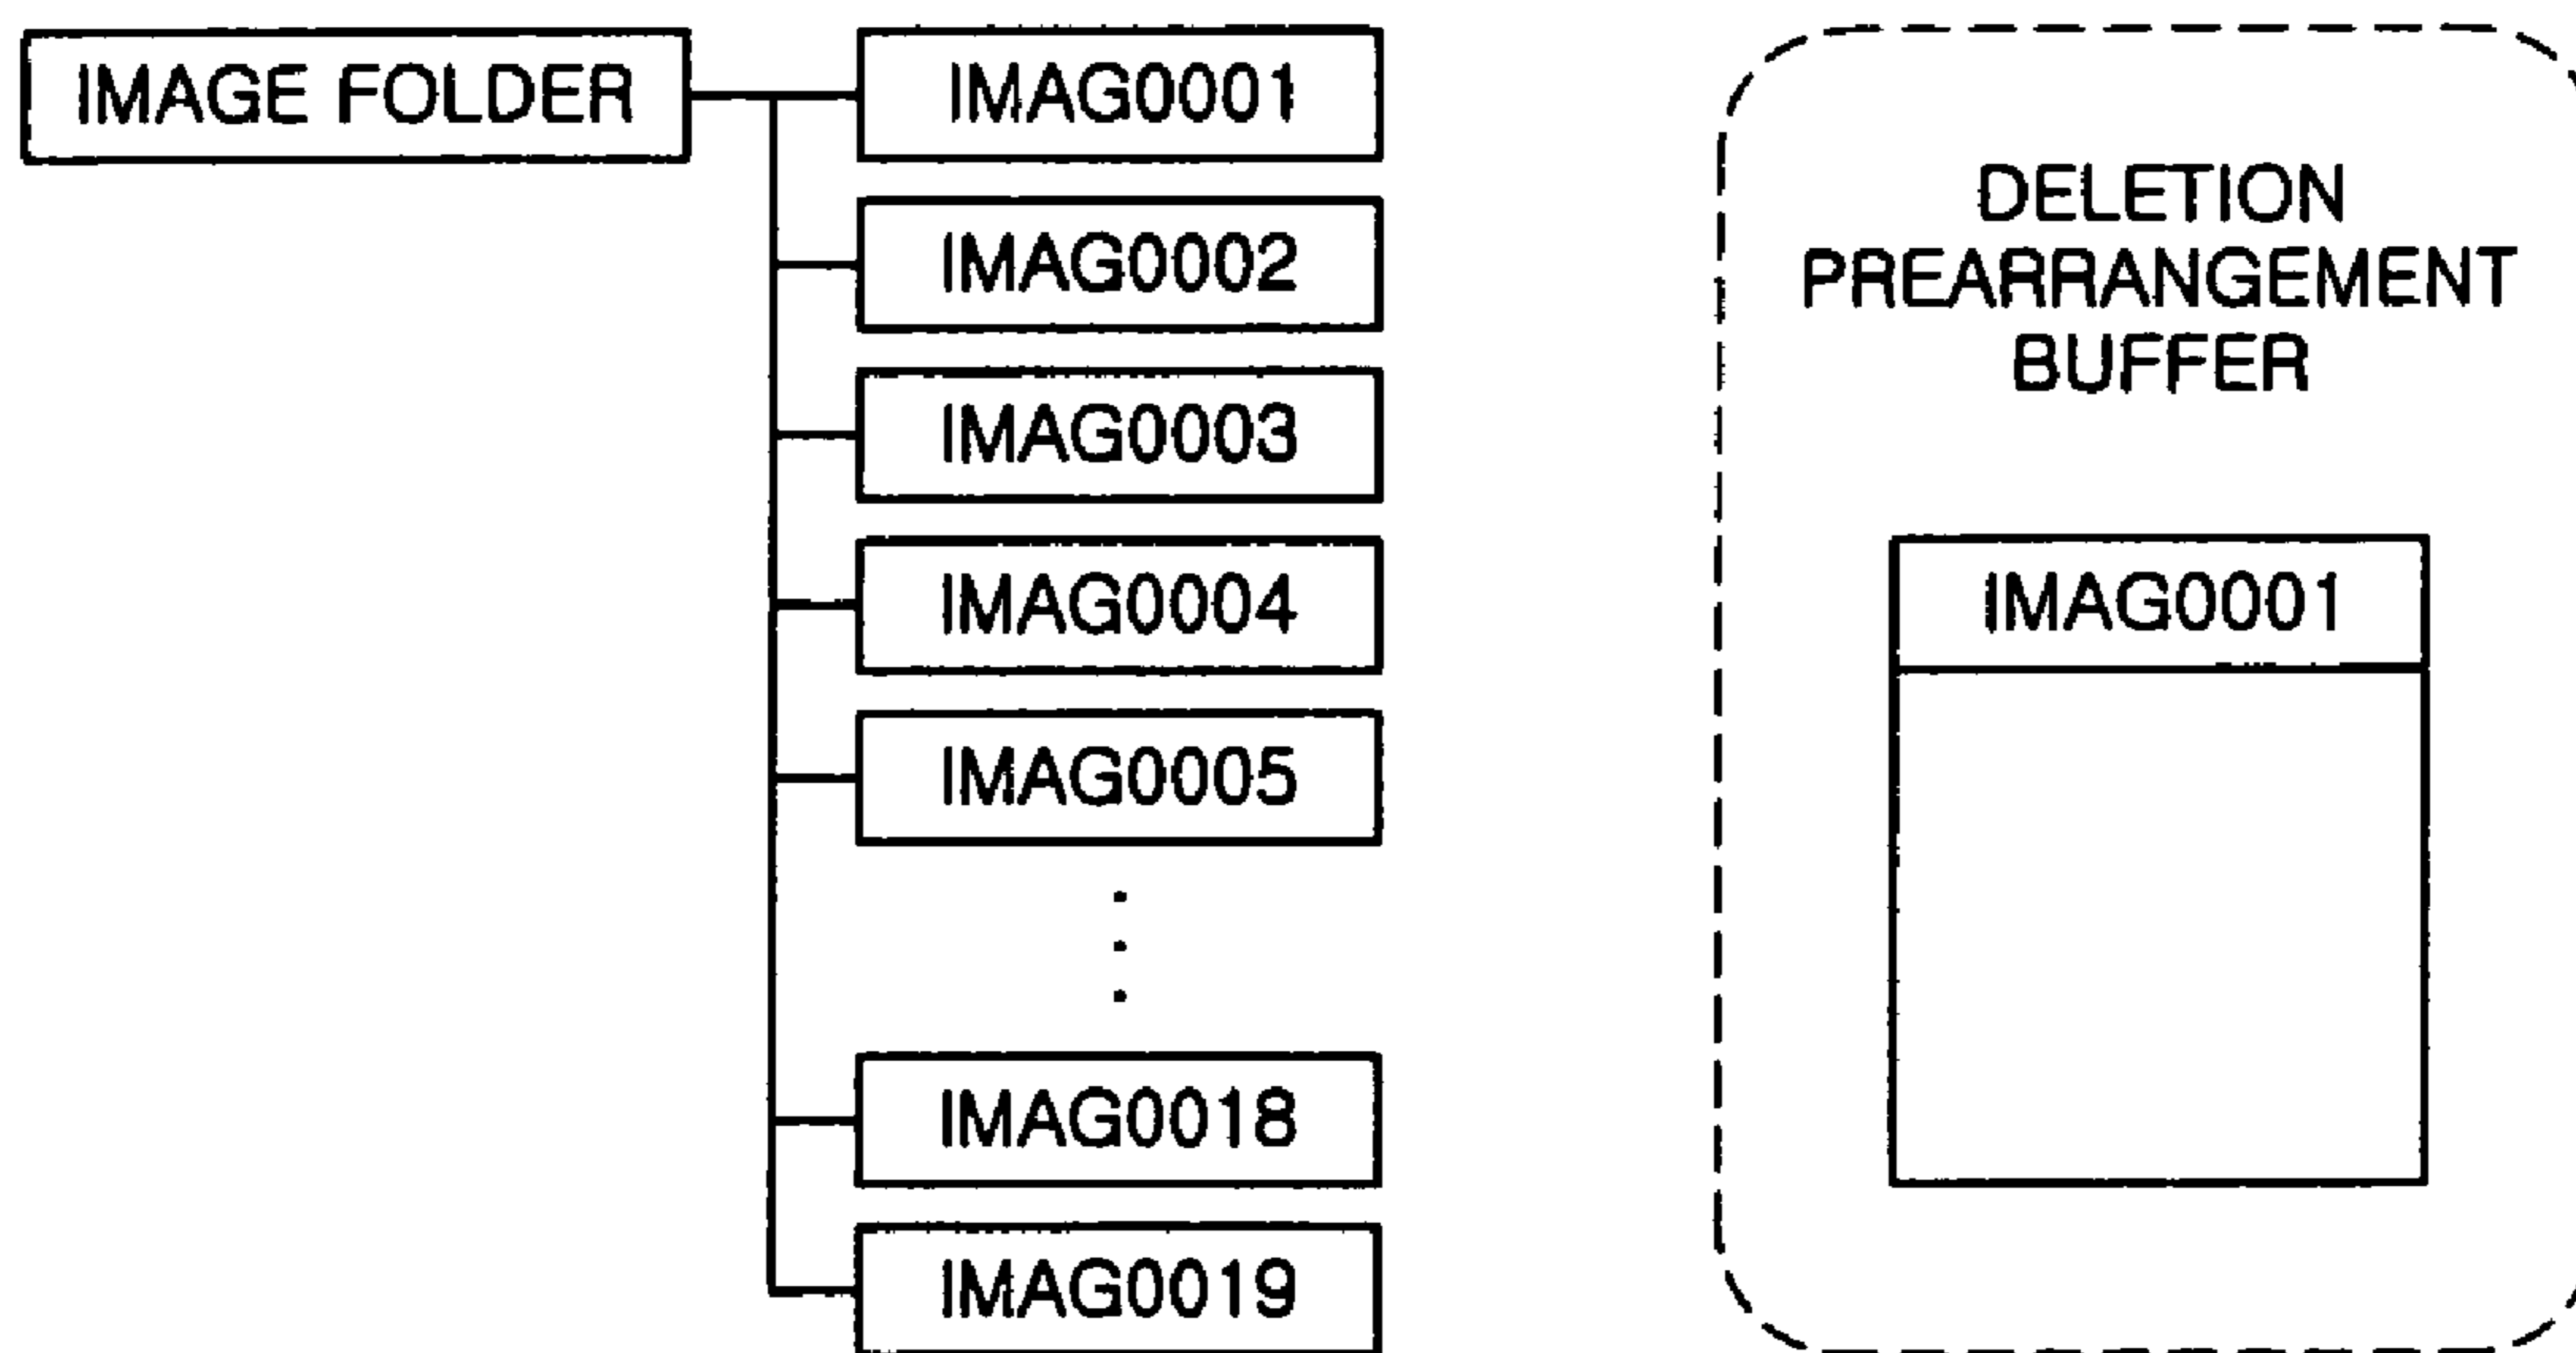 IMAGE FOLDER
IMAG0001
IMAG0002
IMAG0003
IMAG0004
IMAG0005
IMAG0018
IMAG0019
DELETION
PREARRANGEMENT
BUFFER
IMAG0001